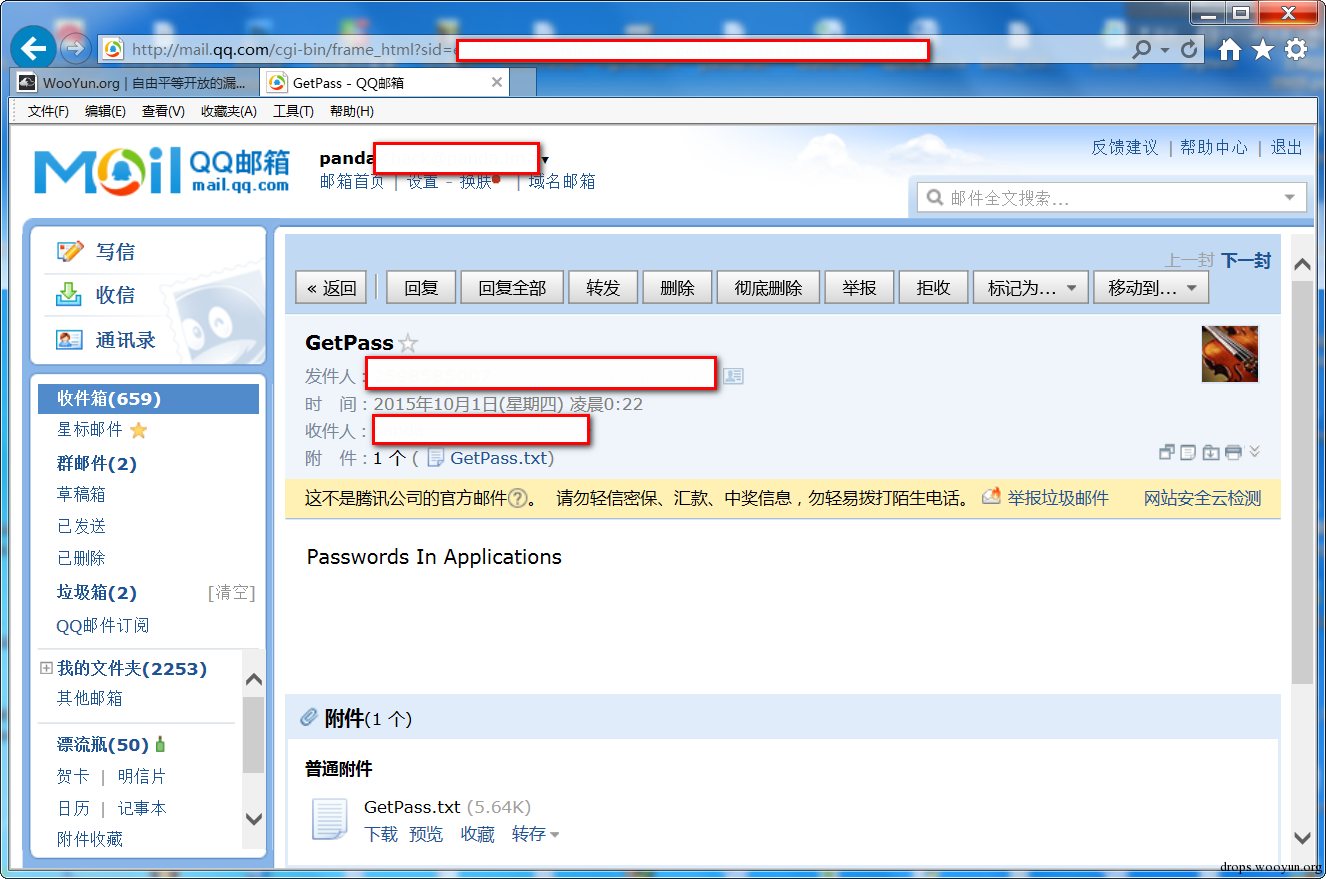 http://mail.qq.com/cgi-bin/frame_html?sid=
WooYun.org | 自由平等开放的漏...
GetPass - QQ邮箱
文件(F) 编辑(E) 查看(V) 收藏夹(A) 工具(T) 帮助(H)
反馈建议 | 帮助中心 | 退出
Mail QQ邮箱
mail.qq.com
panda
邮箱首页 | 设置 - 换肤 | 域名邮箱
邮件全文搜索...
写信
收信
通讯录
收件箱(659)
星标邮件
群邮件(2)
草稿箱
已发送
已删除
垃圾箱(2) [清空]
QQ邮件订阅
我的文件夹(2253)
其他邮箱
漂流瓶(50)
贺卡 | 明信片
日历 | 记事本
附件收藏
上一封 下一封
« 返回 回复 回复全部 转发 删除 彻底删除 举报 拒收 标记为... 移动到...
GetPass
发件人：
时 间：2015年10月1日(星期四) 凌晨0:22
收件人：
附 件：1 个 ( GetPass.txt)
这不是腾讯公司的官方邮件?。 请勿轻信密保、汇款、中奖信息，勿轻易拨打陌生电话。 举报垃圾邮件 网站安全云检测
Passwords In Applications
附件(1 个)
普通附件
GetPass.txt (5.64K)
下载 预览 收藏 转存
drops.wooyun.org